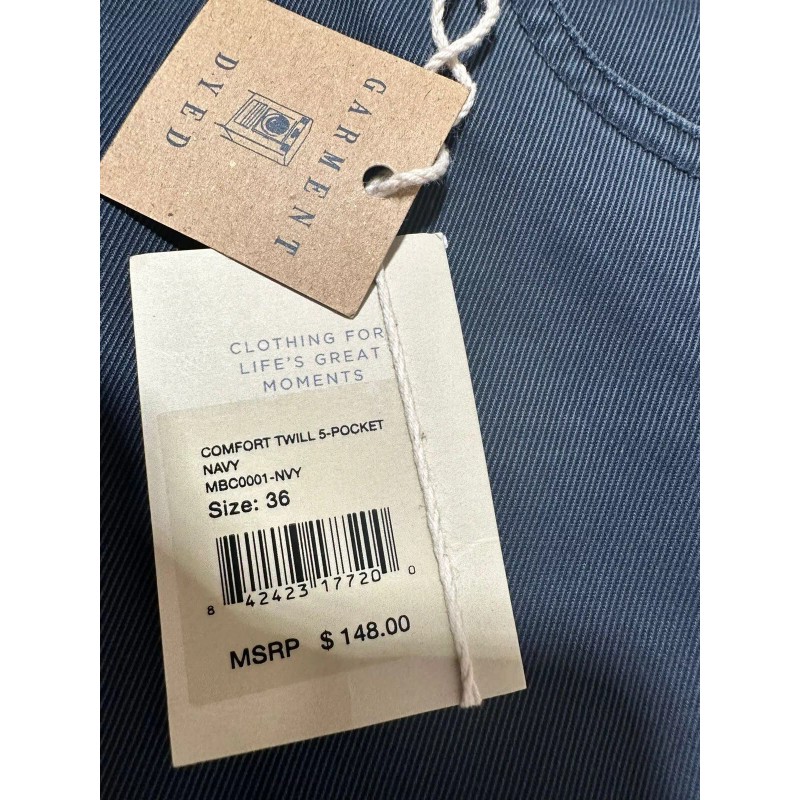 GARMENT
DYED
CLOTHING FOR
LIFE'S GREAT
MOMENTS
COMFORT TWILL 5-POCKET
NAVY
MBC0001-NVY
Size: 36
8 42423 17720 0
MSRP $ 148.00